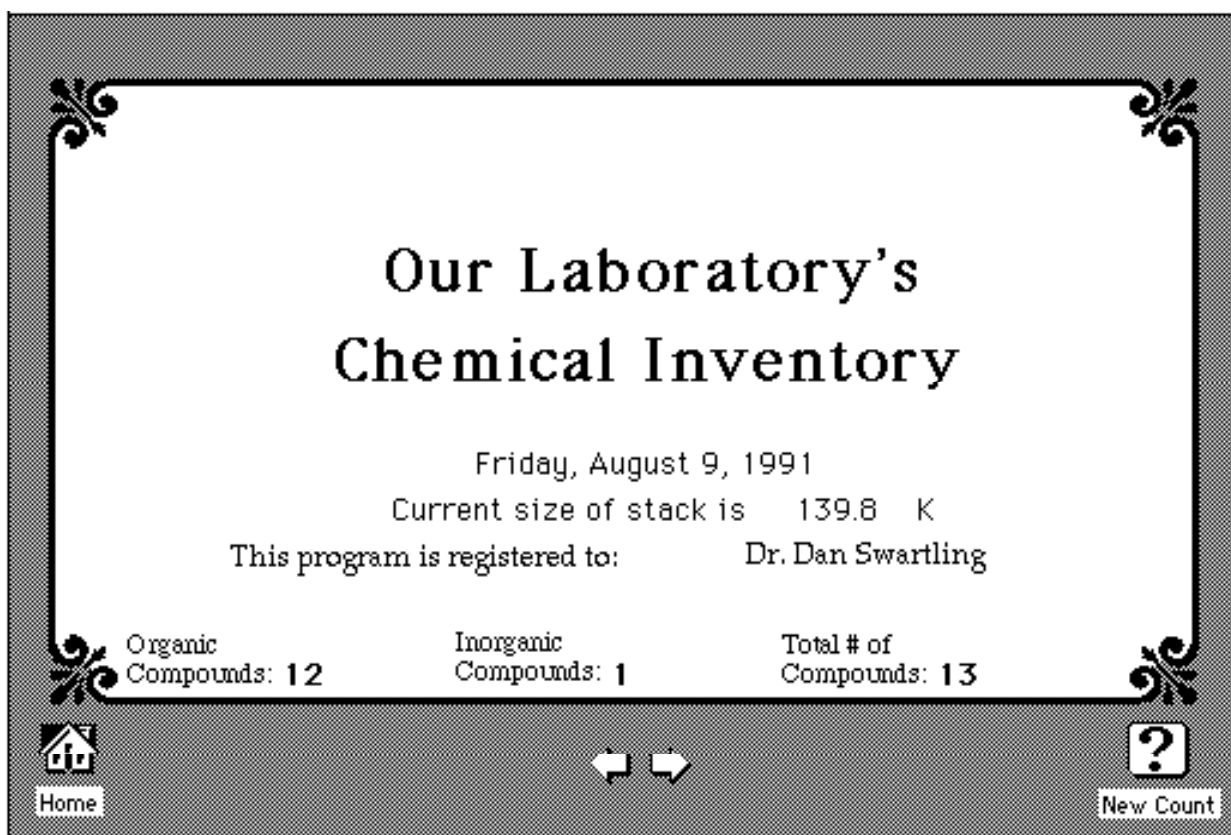 Our Laboratory's
Chemical Inventory
Friday, August 9, 1991
Current size of stack is 139.8 K
This program is registered to: Dr. Dan Swartling
Organic
Compounds: 12
Inorganic
Compounds: 1
Total # of
Compounds: 13
Home
?
New Count